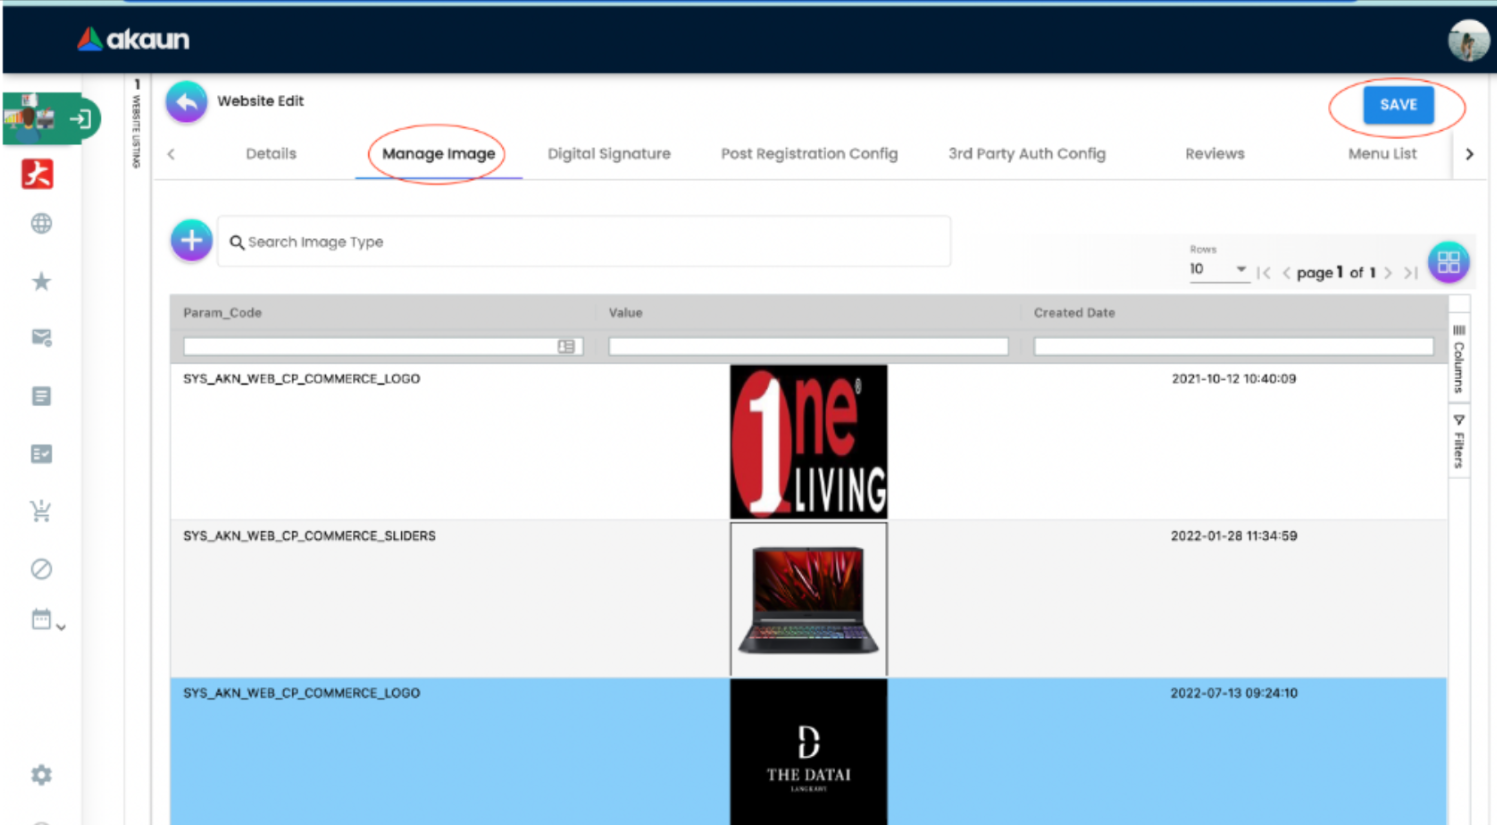 akaun
1 WEBSITE LISTING
Website Edit
SAVE
Details
Manage Image
Digital Signature
Post Registration Config
3rd Party Auth Config
Reviews
Menu List
Search Image Type
Rows
10
page 1 of 1
Param_Code
Value
Created Date
SYS_AKN_WEB_CP_COMMERCE_LOGO
1ne®
LIVING
2021-10-12 10:40:09
SYS_AKN_WEB_CP_COMMERCE_SLIDERS
2022-01-28 11:34:59
SYS_AKN_WEB_CP_COMMERCE_LOGO
D
THE DATAI
LANGKAWI
2022-07-13 09:24:10
Columns
Filters